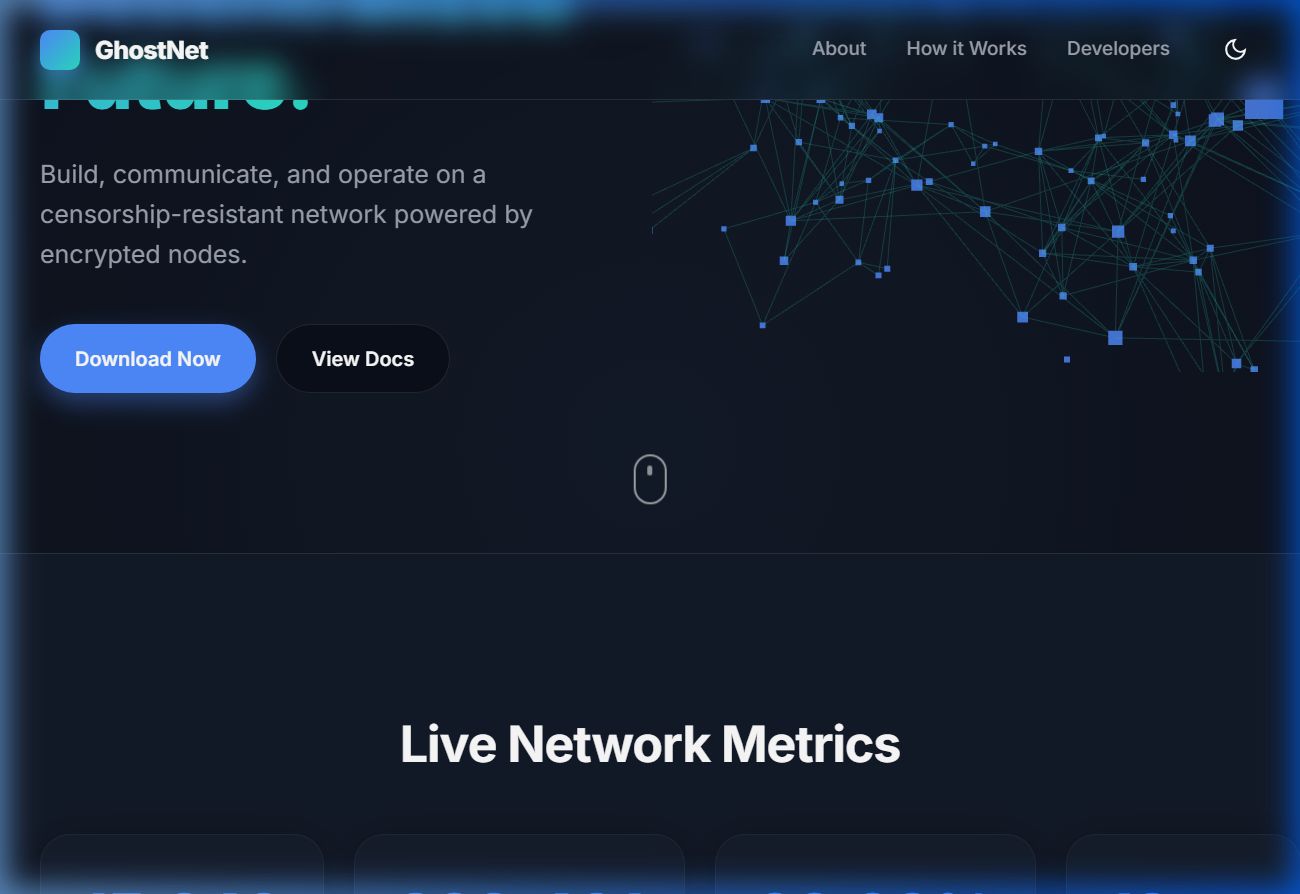 GhostNet
About
How it Works
Developers
Future.
Build, communicate, and operate on a
censorship-resistant network powered by
encrypted nodes.
Download Now
View Docs
Live Network Metrics